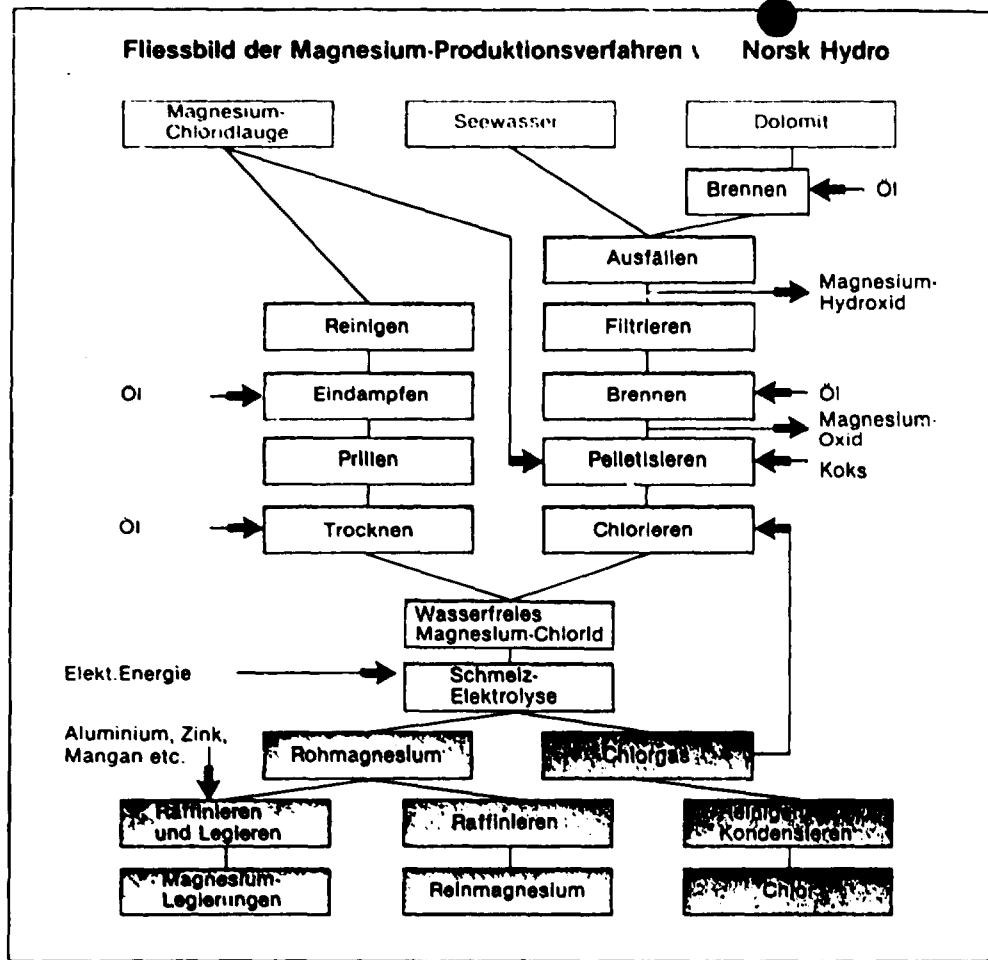 Fliessbild der Magnesium-Produktionsverfahren Norsk Hydro
Magnesium-
Chloridlauge
Seewasser
Dolomit
Brennen
Öl
Ausfällen
Magnesium-
Hydroxid
Reinigen
Filtrieren
Öl
Eindampfen
Brennen
Öl
Magnesium-
Oxid
Prillen
Pelletisieren
Koks
Öl
Trocknen
Chlorieren
Wasserfreies
Magnesium-Chlorid
Elekt.Energie
Schmelz-
Elektrolyse
Aluminium, Zink,
Mangan etc.
Rohmagnesium
Chlorgas
Raffinieren
und Legieren
Raffinieren
Reinigen
Kondensieren
Magnesium-
Legierungen
Reinmagnesium
Chlor